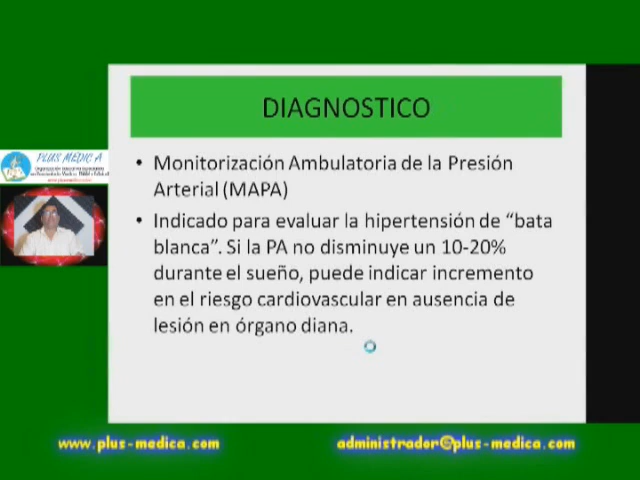 DIAGNOSTICO
• Monitorización Ambulatoria de la Presión
Arterial (MAPA)
• Indicado para evaluar la hipertensión de “bata
blanca”. Si la PA no disminuye un 10-20%
durante el sueño, puede indicar incremento
en el riesgo cardiovascular en ausencia de
lesión en órgano diana.
PLUS MEDIC A
www.plus-medica.com
administrador@plus-medica.com